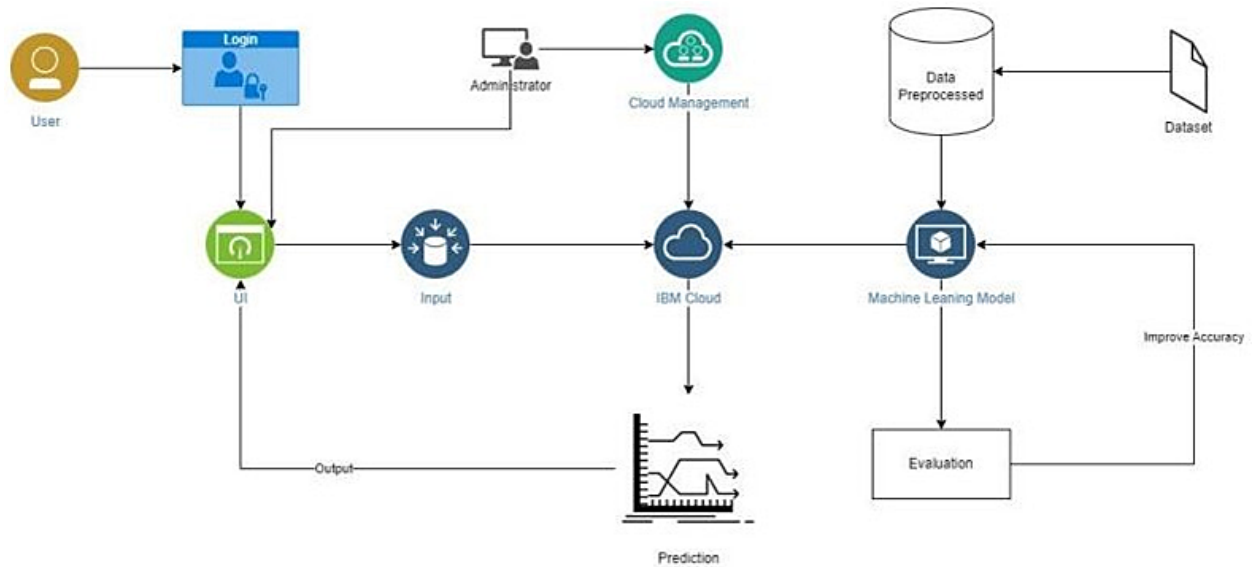 Login
User
Administrator
Cloud Management
Data
Preprocessed
Dataset
UI
Input
IBM Cloud
Machine Leaning Model
Improve Accuracy
Output
Evaluation
Prediction